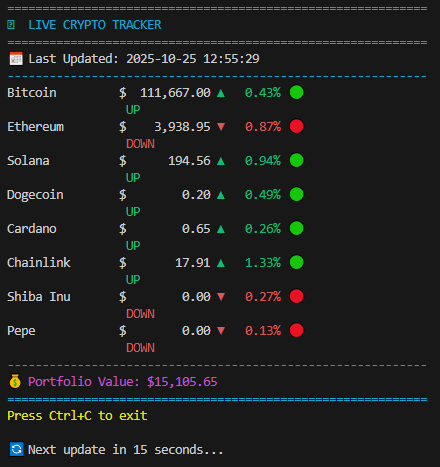 ============================================================
LIVE CRYPTO TRACKER
============================================================
📅 Last Updated: 2025-10-25 12:55:29
------------------------------------------------------------
Bitcoin $ 111,667.00 ▲ 0.43% 🟢
UP
Ethereum $ 3,938.95 ▼ 0.87% 🔴
DOWN
Solana $ 194.56 ▲ 0.94% 🟢
UP
Dogecoin $ 0.20 ▲ 0.49% 🟢
UP
Cardano $ 0.65 ▲ 0.26% 🟢
UP
Chainlink $ 17.91 ▲ 1.33% 🟢
UP
Shiba Inu $ 0.00 ▼ 0.27% 🔴
DOWN
Pepe $ 0.00 ▼ 0.13% 🔴
DOWN
------------------------------------------------------------
💰 Portfolio Value: $15,105.65
============================================================
Press Ctrl+C to exit
🔄 Next update in 15 seconds...